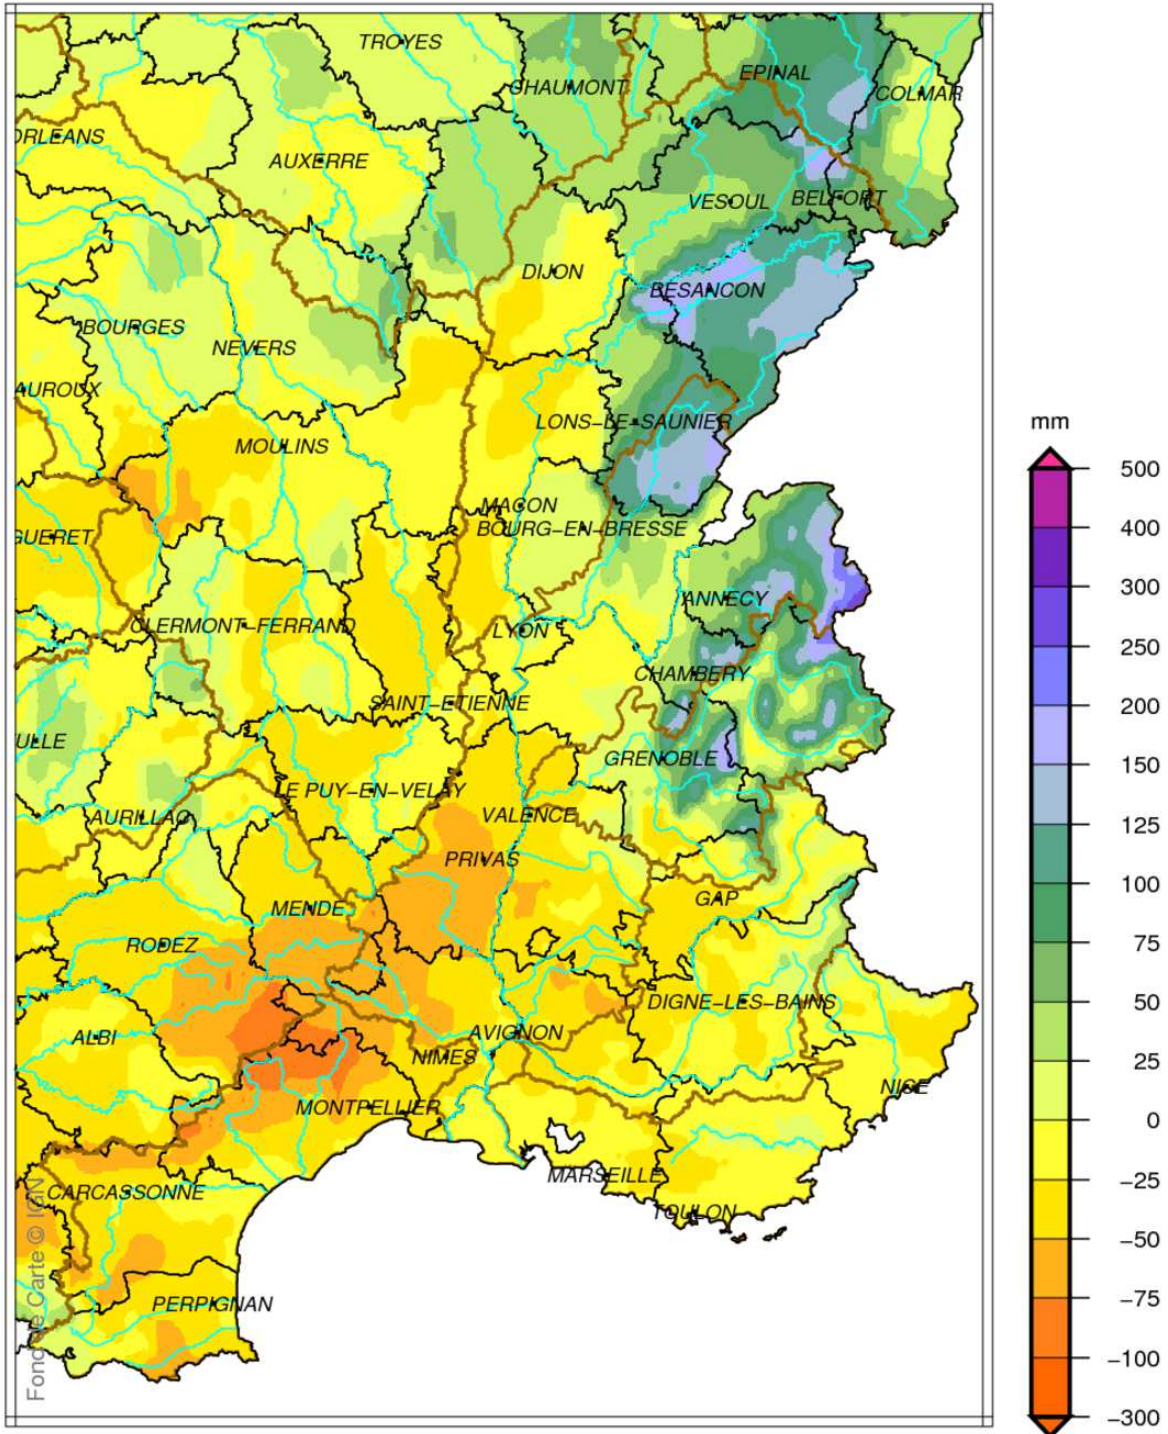 TROYES
CHAUMONT
EPINAL
COLMAR
ORLEANS
AUXERRE
VESOUL
BELFORT
DIJON
BESANCON
BOURGES
NEVERS
AUROUX
LONS-LE-SAUNIER
MOULINS
MACON
BOURG-EN-BRESSE
GUERET
ANNECY
CLERMONT-FERRAND
LYON
CHAMBERY
SAINT-ETIENNE
ULLE
GRENOBLE
LE PUY-EN-VELAY
VALENCE
AURILLAC
PRIVAS
GAP
MENDE
RODEZ
DIGNE-LES-BAINS
ALBI
AVIGNON
NIMES
NICE
MONTPELLIER
MARSEILLE
CARCASSONNE
TOULON
PERPIGNAN
Fond de Carte © IGN
mm
500
400
300
250
200
150
125
100
75
50
25
0
-25
-50
-75
-100
-300